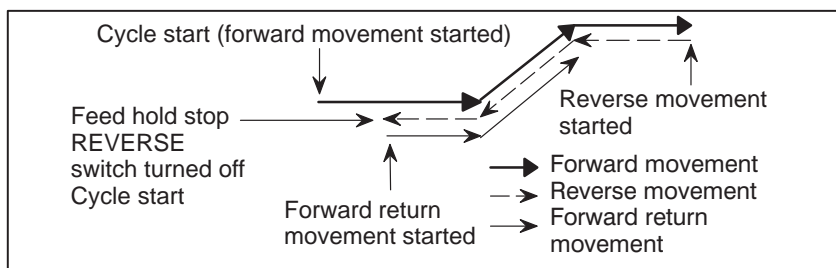 Cycle start (forward movement started)
Feed hold stop
REVERSE
switch turned off
Cycle start
Reverse movement
started
Forward return
movement started
Forward movement
Reverse movement
Forward return
movement